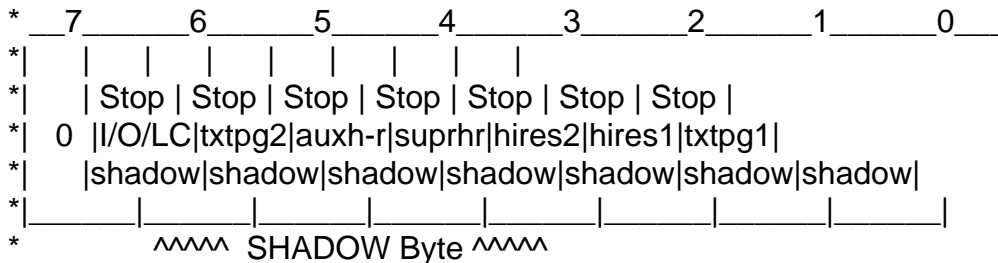 * __7______6______5______4______3______2______1______0___
*|      |      |      |      |      |      |      |      |
*|      | Stop | Stop | Stop | Stop | Stop | Stop | Stop |
*|   0  |I/O/LC|txtpg2|auxh-r|suprhr|hires2|hires1|txtpg1|
*|      |shadow|shadow|shadow|shadow|shadow|shadow|shadow|
*|______|______|______|______|______|______|______|______|
*          ^^^^^  SHADOW Byte ^^^^^